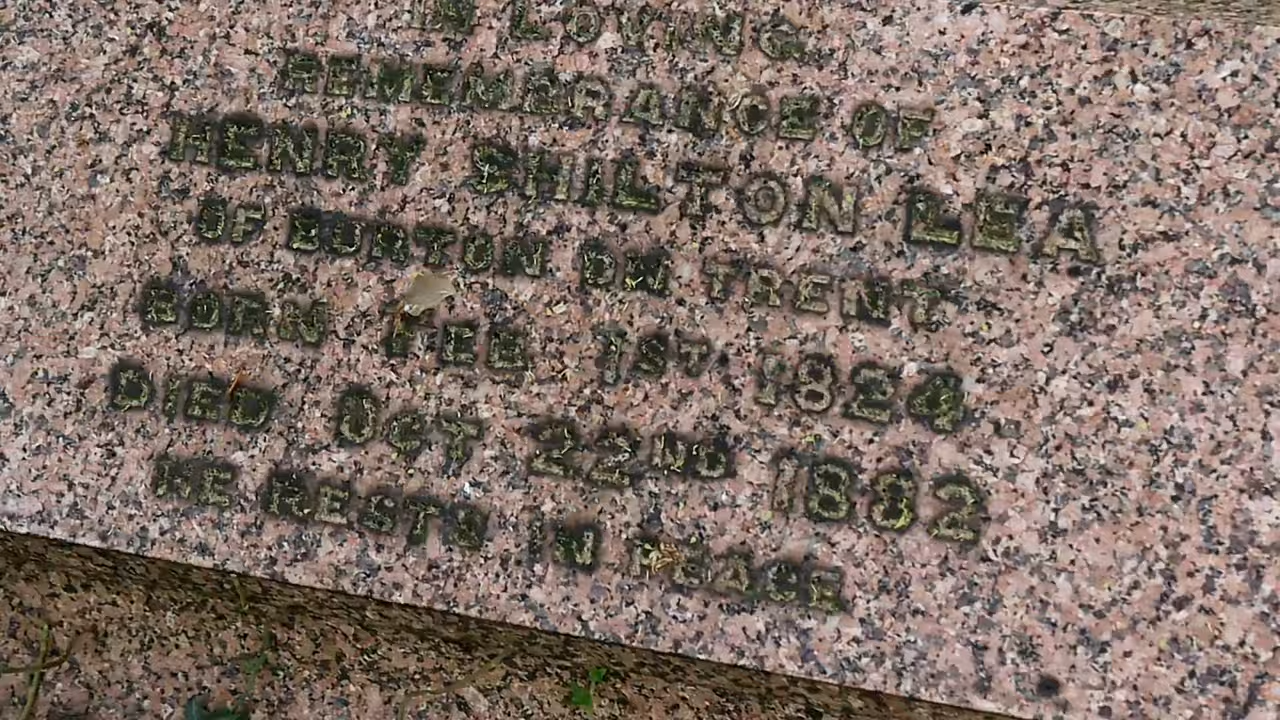 IN LOVING
REMEMBRANCE OF
HENRY SHILTON LEA
OF BURTON ON TRENT
BORN FEB 1ST 1824
DIED OCT 22ND 1882
HE RESTS IN PEACE